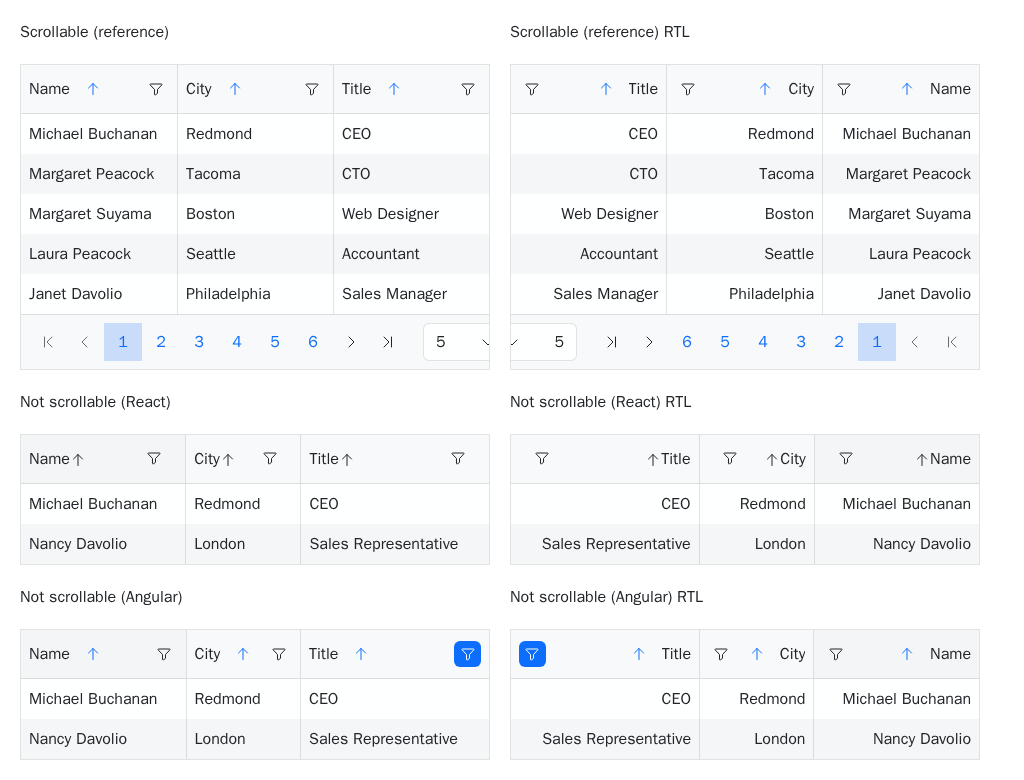 Scrollable (reference)
Name City Title
Michael Buchanan Redmond CEO
Margaret Peacock Tacoma CTO
Margaret Suyama Boston Web Designer
Laura Peacock Seattle Accountant
Janet Davolio Philadelphia Sales Manager
1 2 3 4 5 6 5
Scrollable (reference) RTL
Title City Name
CEO Redmond Michael Buchanan
CTO Tacoma Margaret Peacock
Web Designer Boston Margaret Suyama
Accountant Seattle Laura Peacock
Sales Manager Philadelphia Janet Davolio
5 6 5 4 3 2 1
Not scrollable (React)
Name City Title
Michael Buchanan Redmond CEO
Nancy Davolio London Sales Representative
Not scrollable (React) RTL
Title City Name
CEO Redmond Michael Buchanan
Sales Representative London Nancy Davolio
Not scrollable (Angular)
Name City Title
Michael Buchanan Redmond CEO
Nancy Davolio London Sales Representative
Not scrollable (Angular) RTL
Title City Name
CEO Redmond Michael Buchanan
Sales Representative London Nancy Davolio